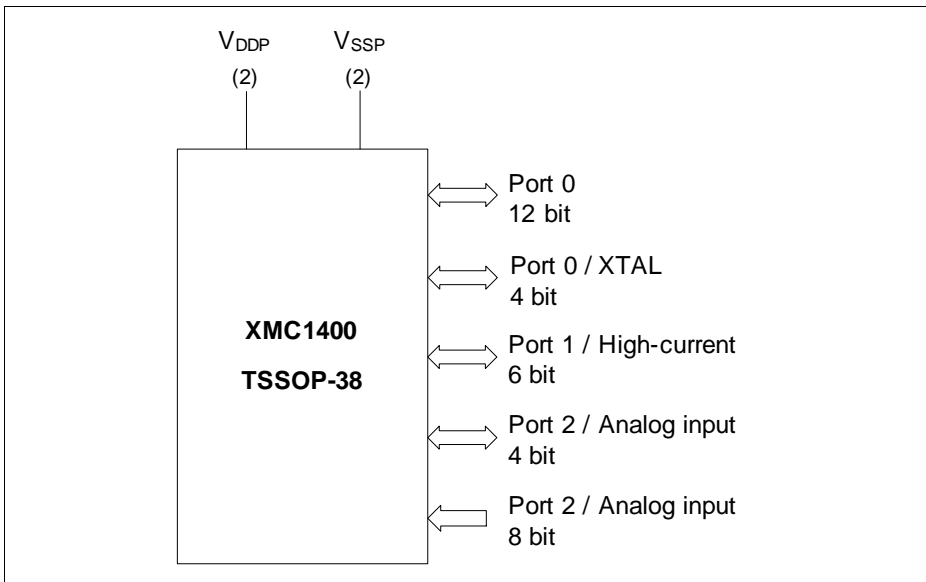 VDDP VSSP
(2) (2)
Port 0
12 bit
Port 0 / XTAL
4 bit
XMC1400
TSSOP-38
Port 1 / High-current
6 bit
Port 2 / Analog input
4 bit
Port 2 / Analog input
8 bit